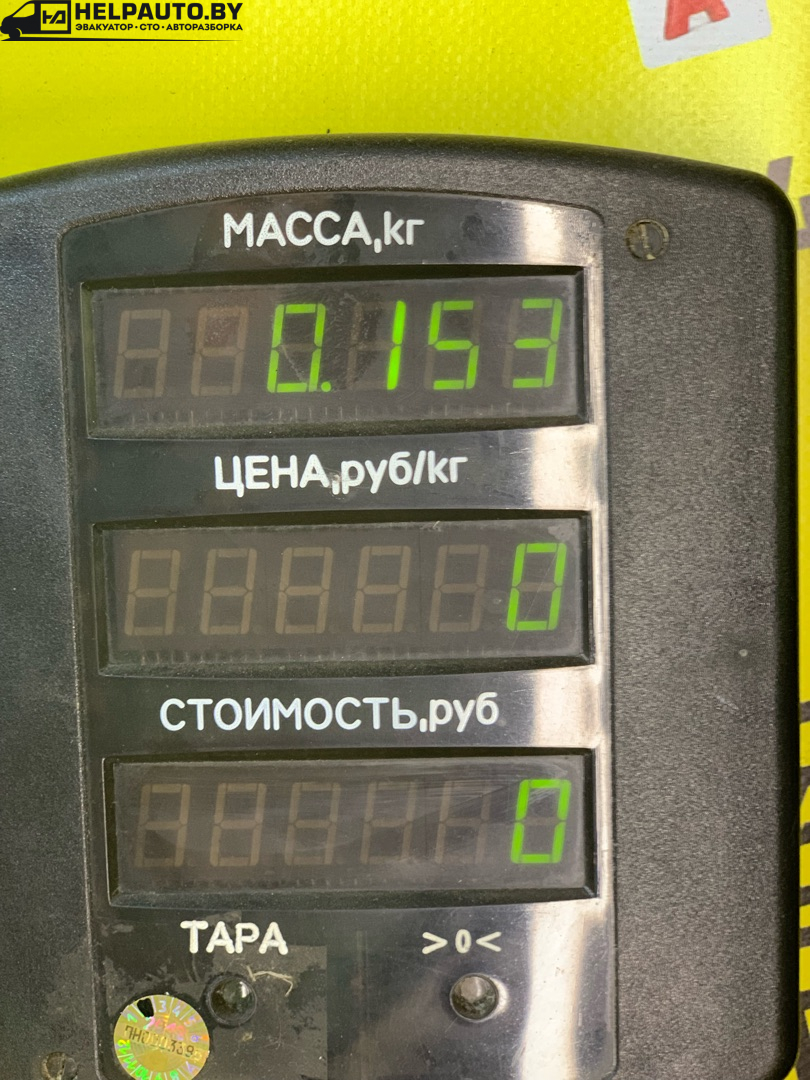 HELPAUTO.BY
ЭВАКУАТОР·СТО·АВТОРАЗБОРКА
А
МАССА,кг
0.153
ЦЕНА,руб/кг
0
СТОИМОСТЬ,руб
0
ТАРА >0<